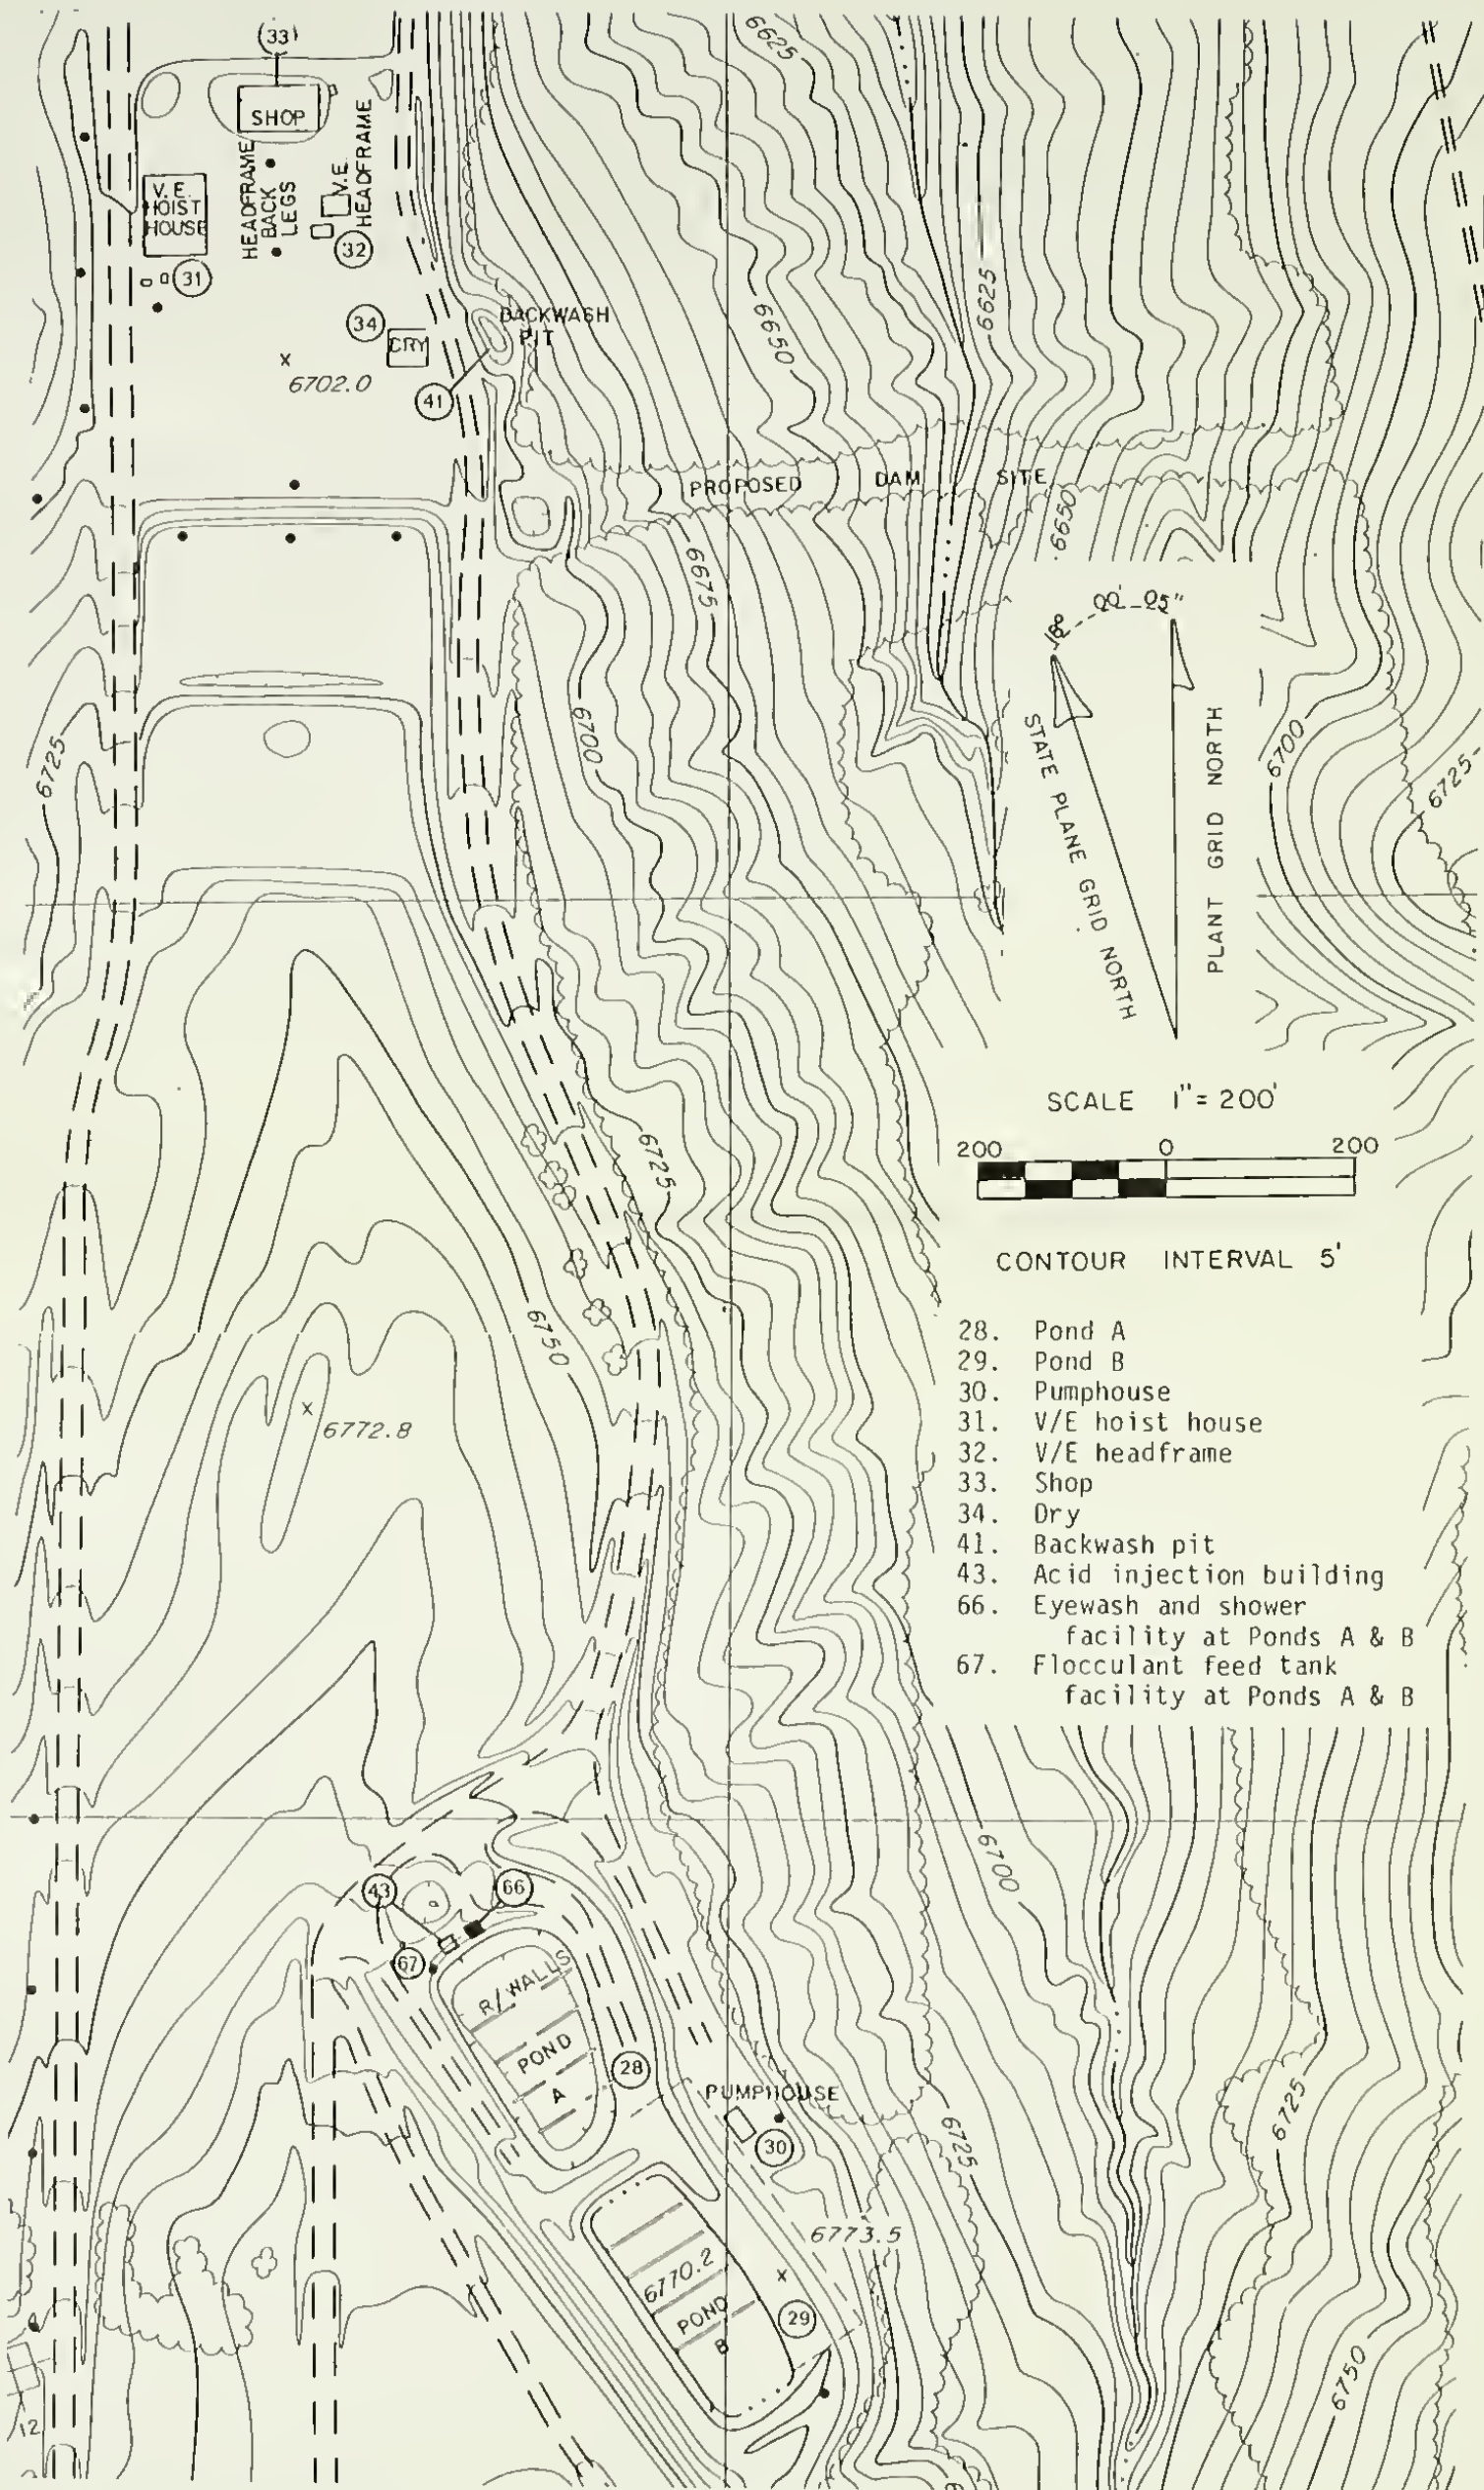 33
6625
SHOP
HEADFRAME
BACK
LEGS
V.E.
HEADFRAME
V.E.
HOIST
HOUSE
32
31
6625
34
DRY
BACKWASH
PIT
6650
6702.0
41
PROPOSED DAM SITE
6650
6675
18° 00' 05"
6700
STATE PLANE GRID NORTH
PLANT GRID NORTH
6725
6700
6725
SCALE 1"= 200'
200 0 200
6725
CONTOUR INTERVAL 5'
6750
28. Pond A
29. Pond B
30. Pumphouse
31. V/E hoist house
32. V/E headframe
33. Shop
34. Dry
41. Backwash pit
43. Acid injection building
66. Eyewash and shower
facility at Ponds A & B
67. Flocculant feed tank
facility at Ponds A & B
6772.8
6700
43
66
67
R/WALLS
POND
A
28
PUMPHOUSE
30
6725
6725
6773.5
6770.2
POND
B
29
6750
12